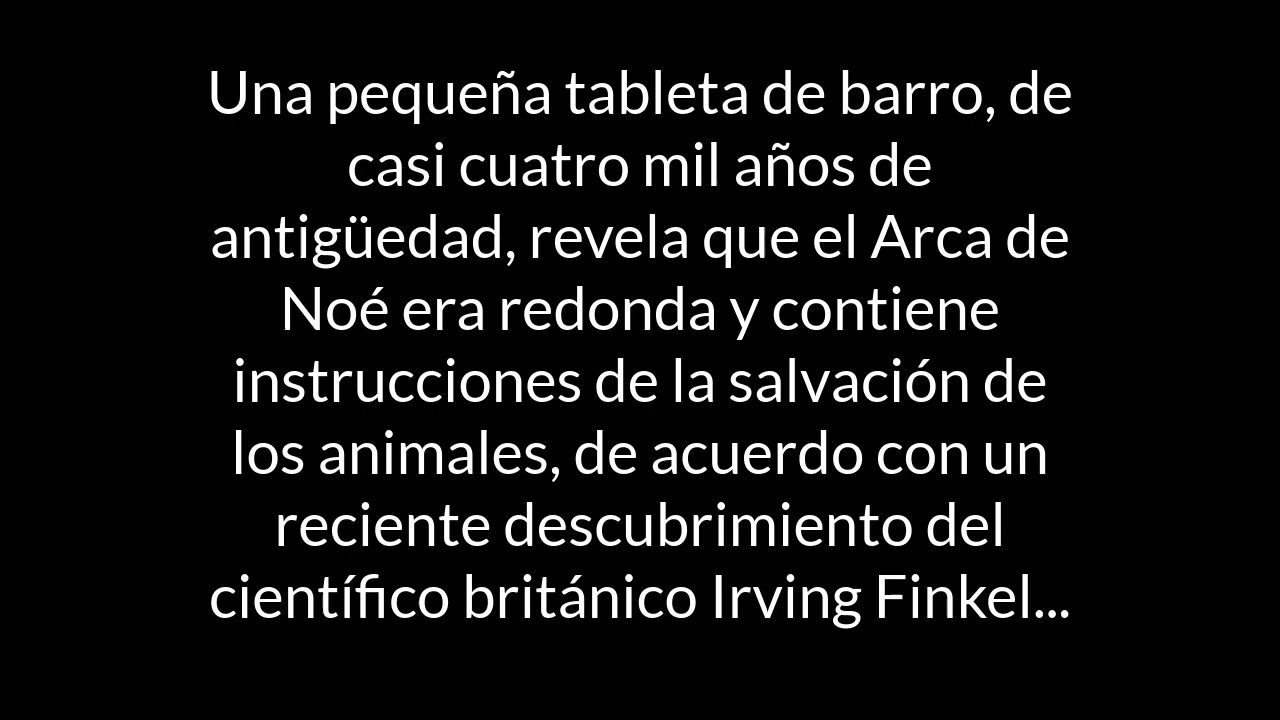 Una pequeña tableta de barro, de
casi cuatro mil años de
antigüedad, revela que el Arca de
Noé era redonda y contiene
instrucciones de la salvación de
los animales, de acuerdo con un
reciente descubrimiento del
científico británico Irving Finkel...